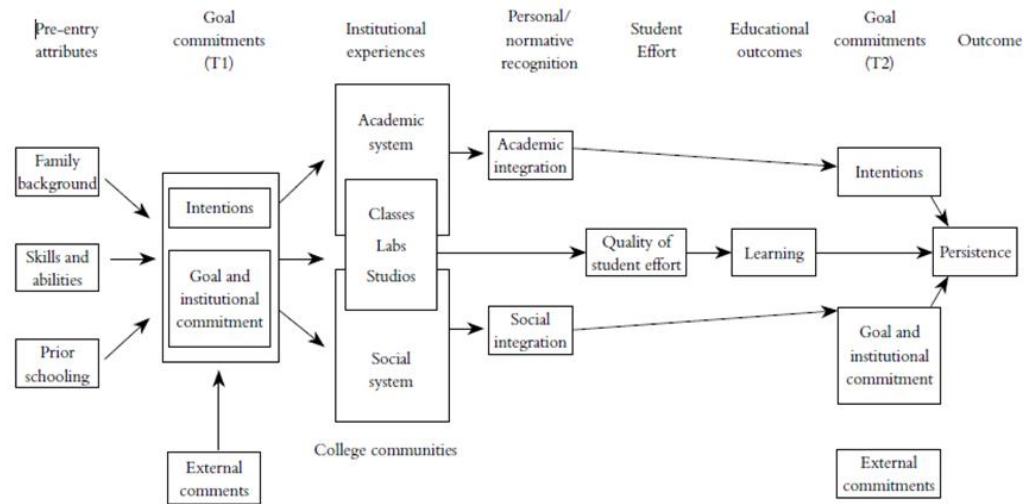 Pre-entry
attributes
Goal
commitments
(T1)
Institutional
experiences
Personal/
normative
recognition
Student
Effort
Educational
outcomes
Goal
commitments
(T2)
Outcome
Family
background
Skills and
abilities
Prior
schooling
Intentions
Goal and
institutional
commitment
External
comments
Academic
system
Classes
Labs
Studios
Social
system
College communities
Academic
integration
Social
integration
Quality of
student effort
Learning
Intentions
Goal and
institutional
commitment
External
commitments
Persistence